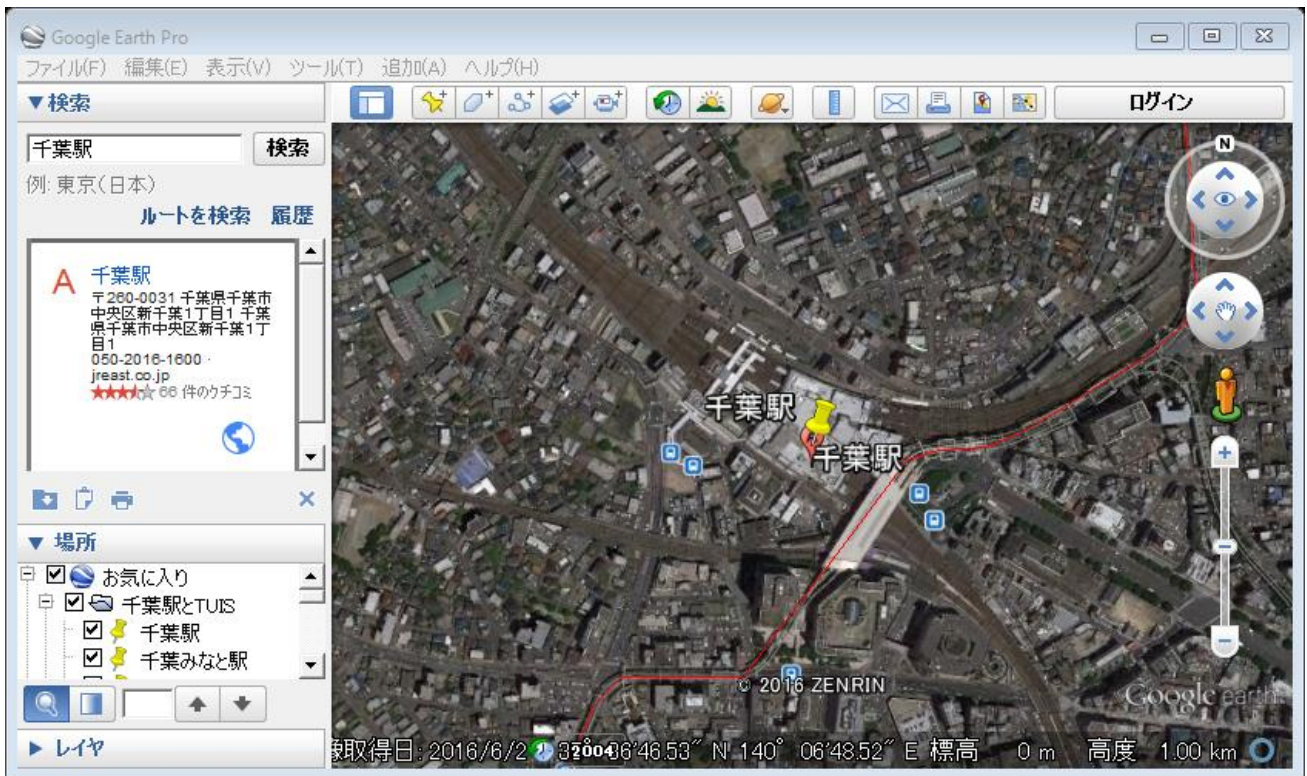 Google Earth Pro
ファイル(F) 編集(E) 表示(V) ツール(T) 追加(A) ヘルプ(H)
▼検索
千葉駅 検索
例: 東京(日本)
ルートを検索 履歴
A 千葉駅
〒260-0031 千葉県千葉市
中央区新千葉1丁目1 千葉
県千葉市中央区新千葉1丁
目1
050-2016-1600 ·
jreast.co.jp
66 件のクチコミ
▼ 場所
お気に入り
千葉駅とTUIS
千葉駅
千葉みなと駅
▶ レイヤ
ログイン
N
千葉駅
千葉駅
© 2016 ZENRIN
Google earth
像取得日: 2016/6/2 2004 36'46.53" N 140° 06'48.52" E 標高 0 m 高度 1.00 km